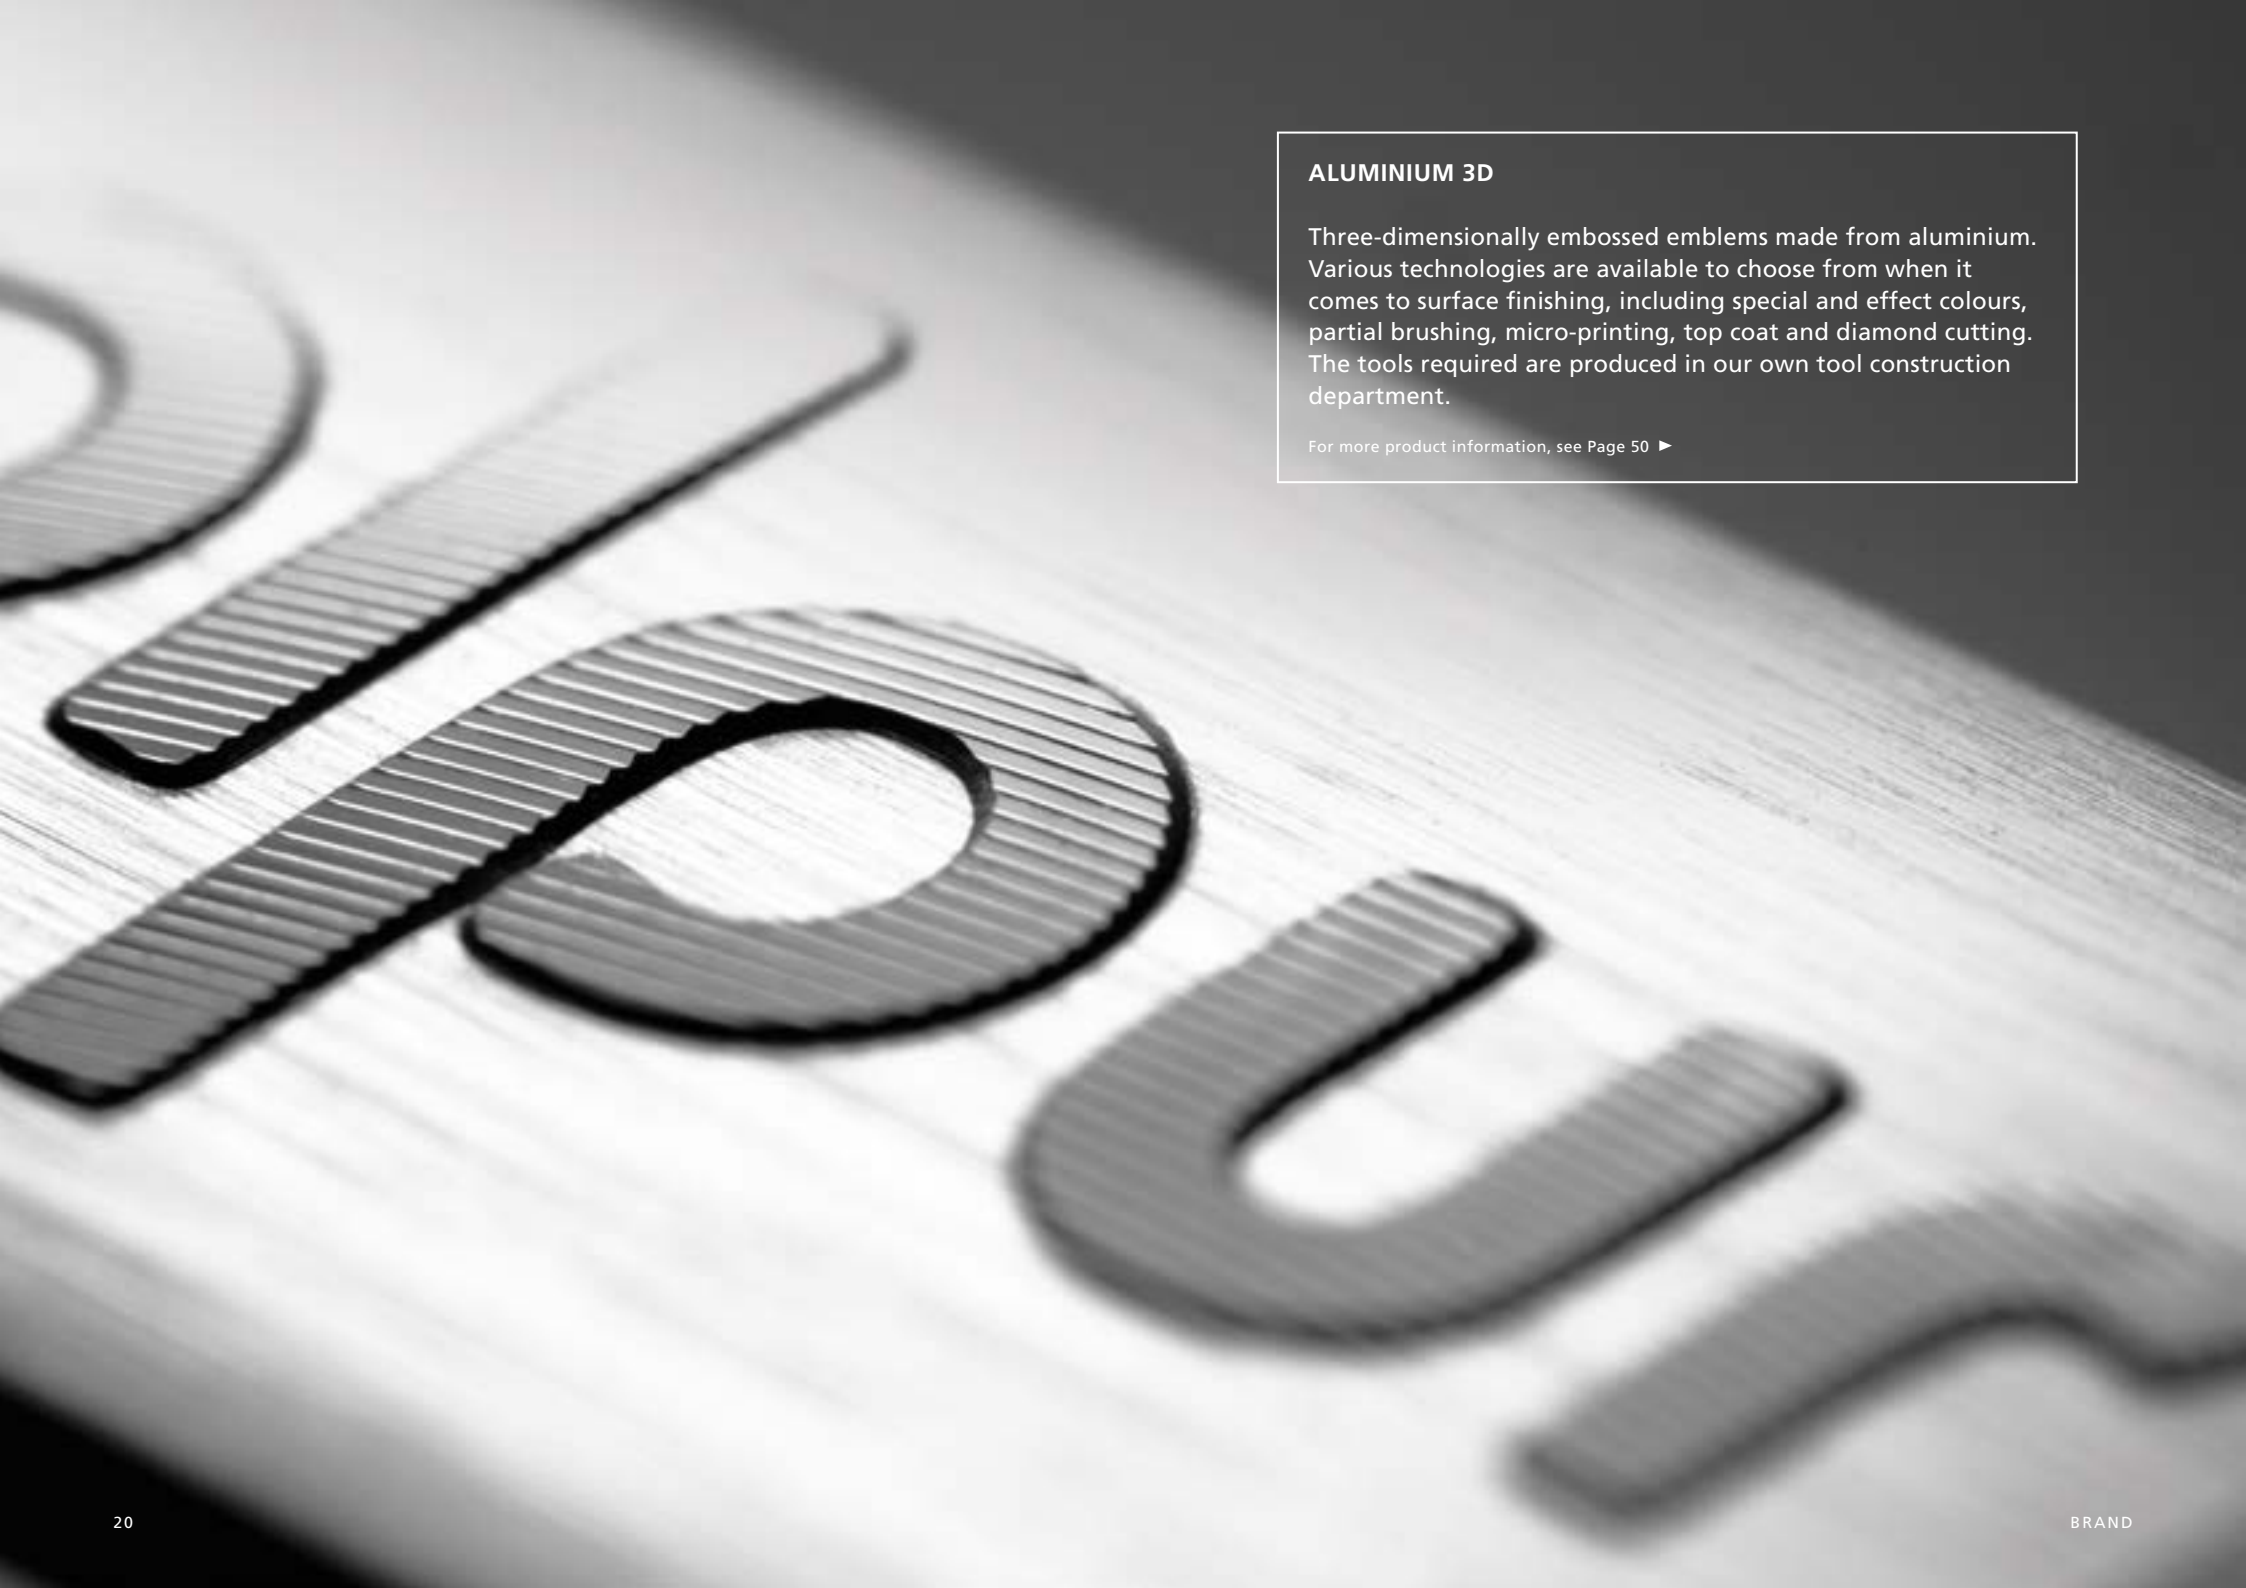 ALUMINIUM 3D
Three-dimensionally embossed emblems made from aluminium.
Various technologies are available to choose from when it
comes to surface finishing, including special and effect colours,
partial brushing, micro-printing, top coat and diamond cutting.
The tools required are produced in our own tool construction
department.
For more product information, see Page 50 ►
20
BRAND